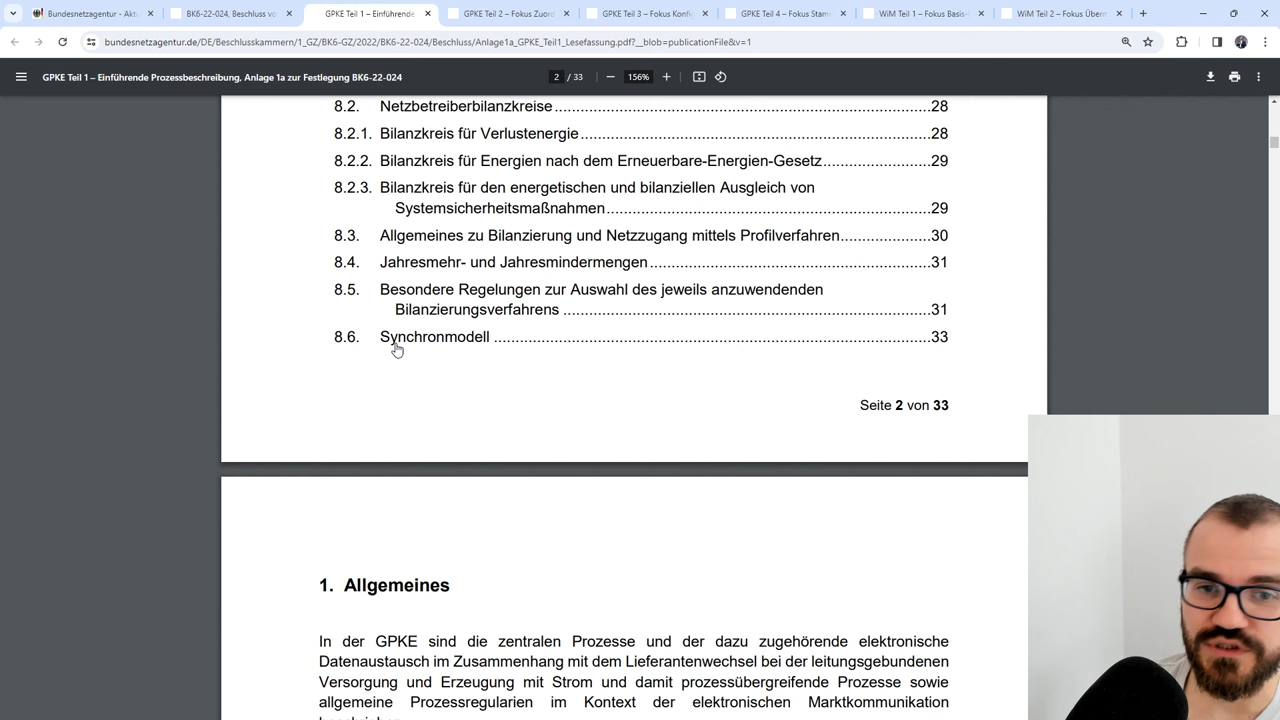 Bundesnetzagentur - Akt
BK6-22-024, Beschluss vo
GPKE Teil 1 – Einführende
GPKE Teil 2 – Fokus Zuord
GPKE Teil 3 – Fokus Konfig
GPKE Teil 4 – Fokus Stam
WiM Teil 1 – Fokus Basis-
WiM Teil 2 – Fokus Überm
bundesnetzagentur.de/DE/Beschlusskammern/1_GZ/BK6-GZ/2022/BK6-22-024/Beschluss/Anlage1a_GPKE_Teil1_Lesefassung.pdf?__blob=publicationFile&v=1
GPKE Teil 1 – Einführende Prozessbeschreibung, Anlage 1a zur Festlegung BK6-22-024
2 / 33
156%
8.2. Netzbetreiberbilanzkreise ... 28
8.2.1. Bilanzkreis für Verlustenergie ... 28
8.2.2. Bilanzkreis für Energien nach dem Erneuerbare-Energien-Gesetz ... 29
8.2.3. Bilanzkreis für den energetischen und bilanziellen Ausgleich von
Systemsicherheitsmaßnahmen ... 29
8.3. Allgemeines zu Bilanzierung und Netzzugang mittels Profilverfahren ... 30
8.4. Jahresmehr- und Jahresmindermengen ... 31
8.5. Besondere Regelungen zur Auswahl des jeweils anzuwendenden
Bilanzierungsverfahrens ... 31
8.6. Synchronmodell ... 33
Seite 2 von 33
1. Allgemeines
In der GPKE sind die zentralen Prozesse und der dazu zugehörende elektronische
Datenaustausch im Zusammenhang mit dem Lieferantenwechsel bei der leitungsgebundenen
Versorgung und Erzeugung mit Strom und damit prozessübergreifende Prozesse sowie
allgemeine Prozessregularien im Kontext der elektronischen Marktkommunikation